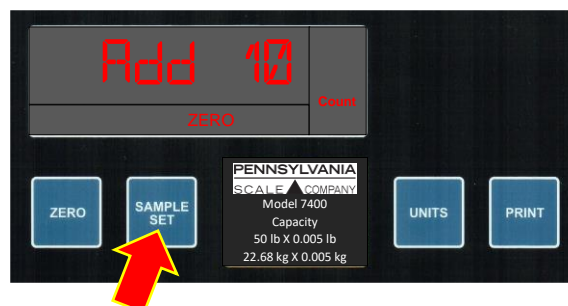 Add 10
Count
ZERO
ZERO
SAMPLE
SET
PENNSYLVANIA
SCALE COMPANY
Model 7400
Capacity
50 lb X 0.005 lb
22.68 kg X 0.005 kg
UNITS
PRINT